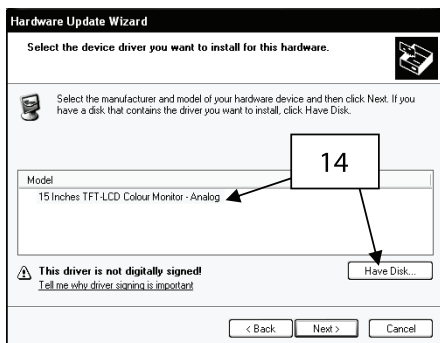 Hardware Update Wizard
Select the device driver you want to install for this hardware.
Select the manufacturer and model of your hardware device and then click Next. If you
have a disk that contains the driver you want to install, click Have Disk.
14
Model
15 Inches TFT-LCD Colour Monitor - Analog
This driver is not digitally signed!
Have Disk...
Tell me why driver signing is important
< Back
Next >
Cancel